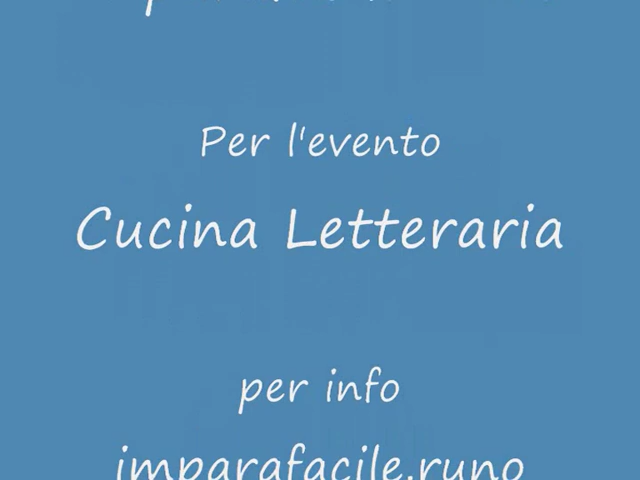 Per l'evento
Cucina Letteraria
per info
imparafacile.runo